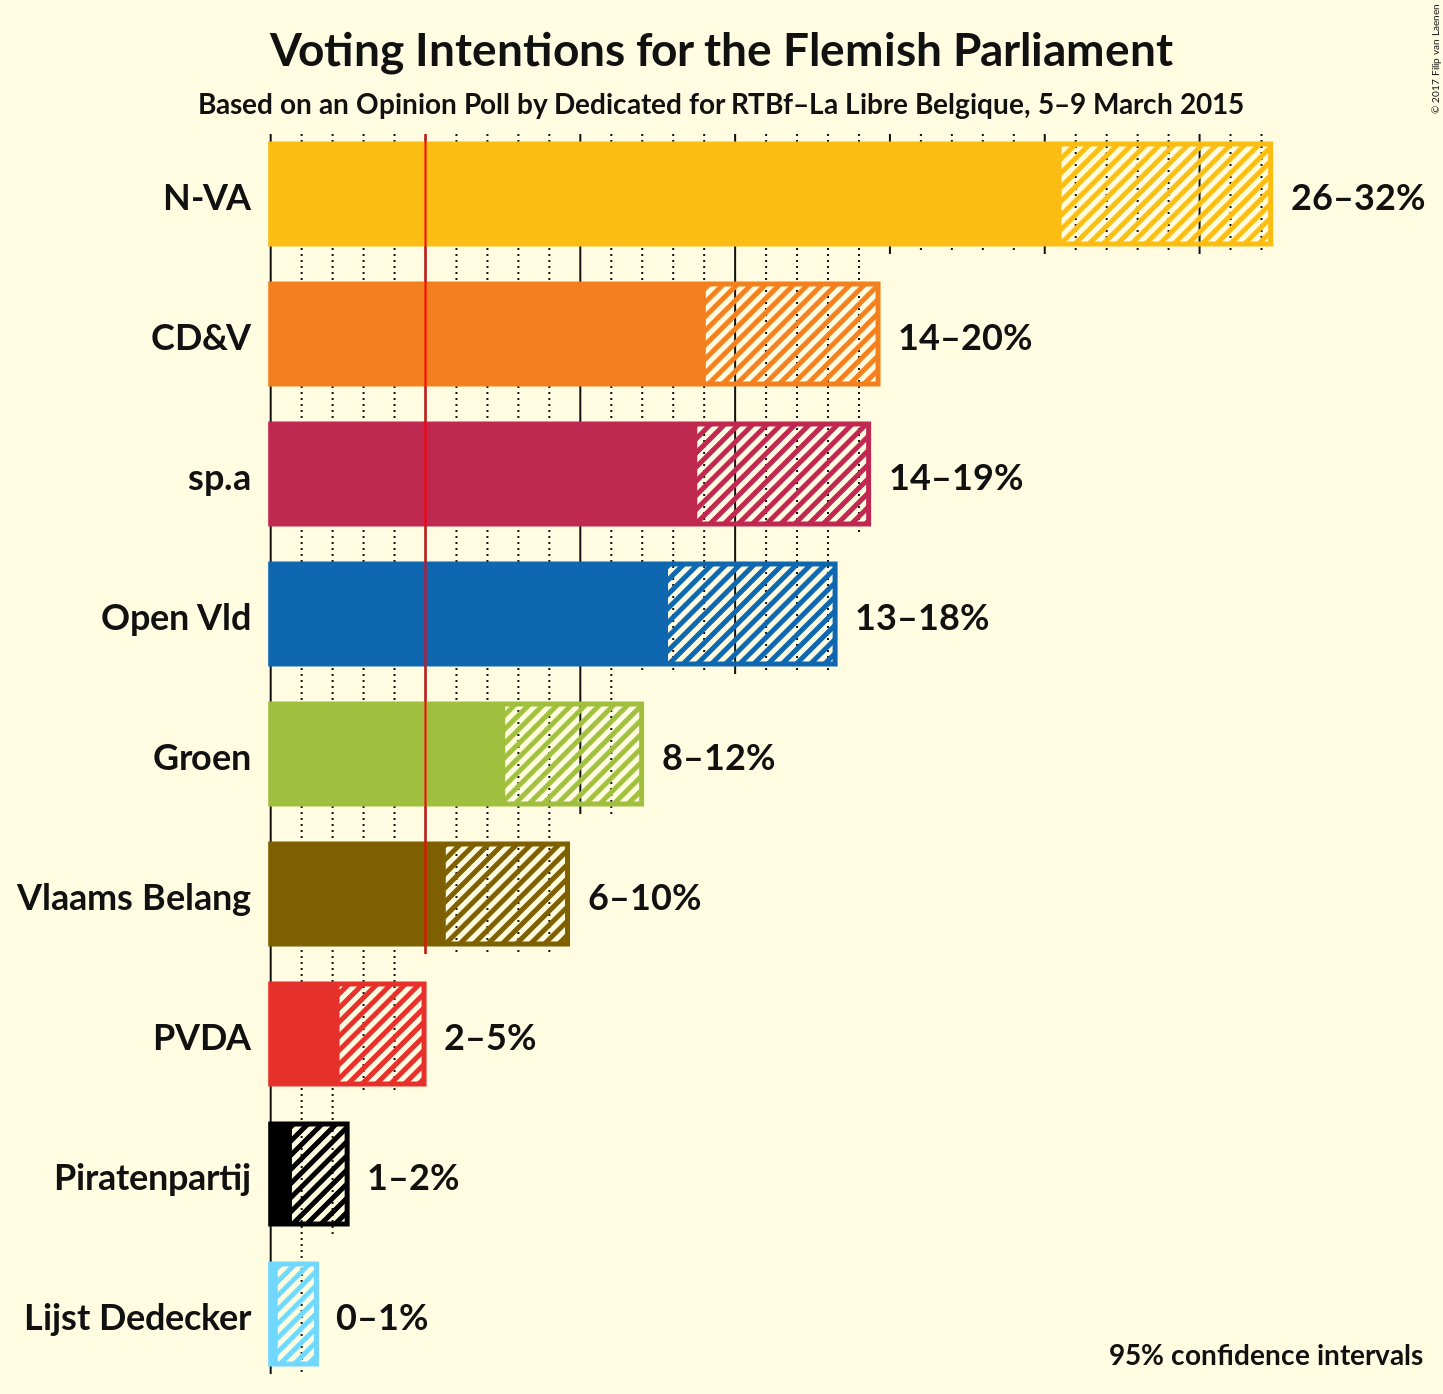 Voting Intentions for the Flemish Parliament
Based on an Opinion Poll by Dedicated for RTBf–La Libre Belgique, 5–9 March 2015
© 2017 Filip van Laenen
N-VA 26–32%
CD&V 14–20%
sp.a 14–19%
Open Vld 13–18%
Groen 8–12%
Vlaams Belang 6–10%
PVDA 2–5%
Piratenpartij 1–2%
Lijst Dedecker 0–1%
95% confidence intervals